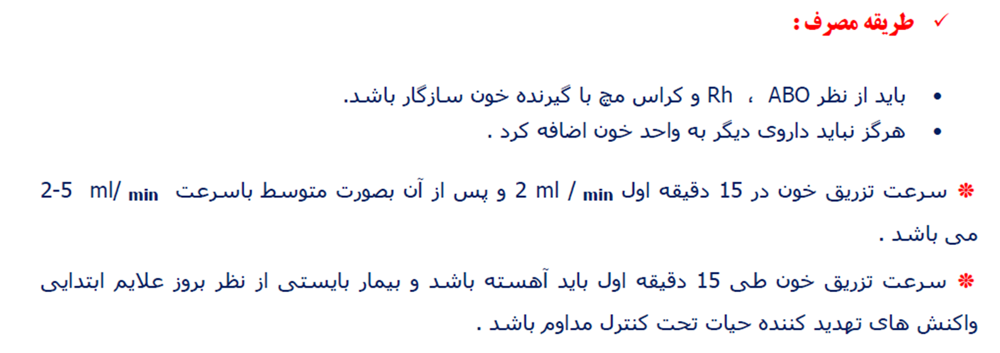 ✓ طریقه مصرف :
• باید از نظر ABO ، Rh و کراس مچ با گیرنده خون سازگار باشد.
• هرگز نباید داروی دیگر به واحد خون اضافه کرد .
❊ سرعت تزریق خون در 15 دقیقه اول 2 ml / min و پس از آن بصورت متوسط باسرعت 2-5 ml/ min
می باشد .
❊ سرعت تزریق خون طی 15 دقیقه اول باید آهسته باشد و بیمار بایستی از نظر بروز علایم ابتدایی
واکنش های تهدید کننده حیات تحت کنترل مداوم باشد .